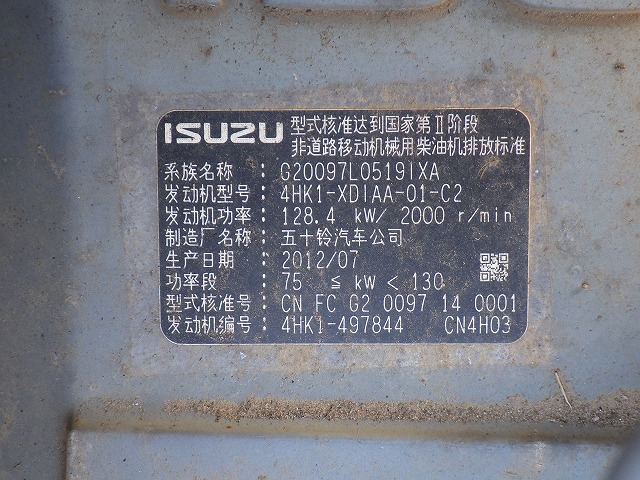 ISUZU 型式核准达到国家第Ⅱ阶段
非道路移动机械用柴油机排放标准
系族名称 : G20097L0519IXA
发动机型号 : 4HK1-XDIAA-01-C2
发动机功率 : 128.4 kW/ 2000 r/min
制造厂名称 : 五十铃汽车公司
生产日期 : 2012/07
功率段 : 75 ≤ kW < 130
型式核准号 : CN FC G2 0097 14 0001
发动机编号 : 4HK1-497844 CN4H03